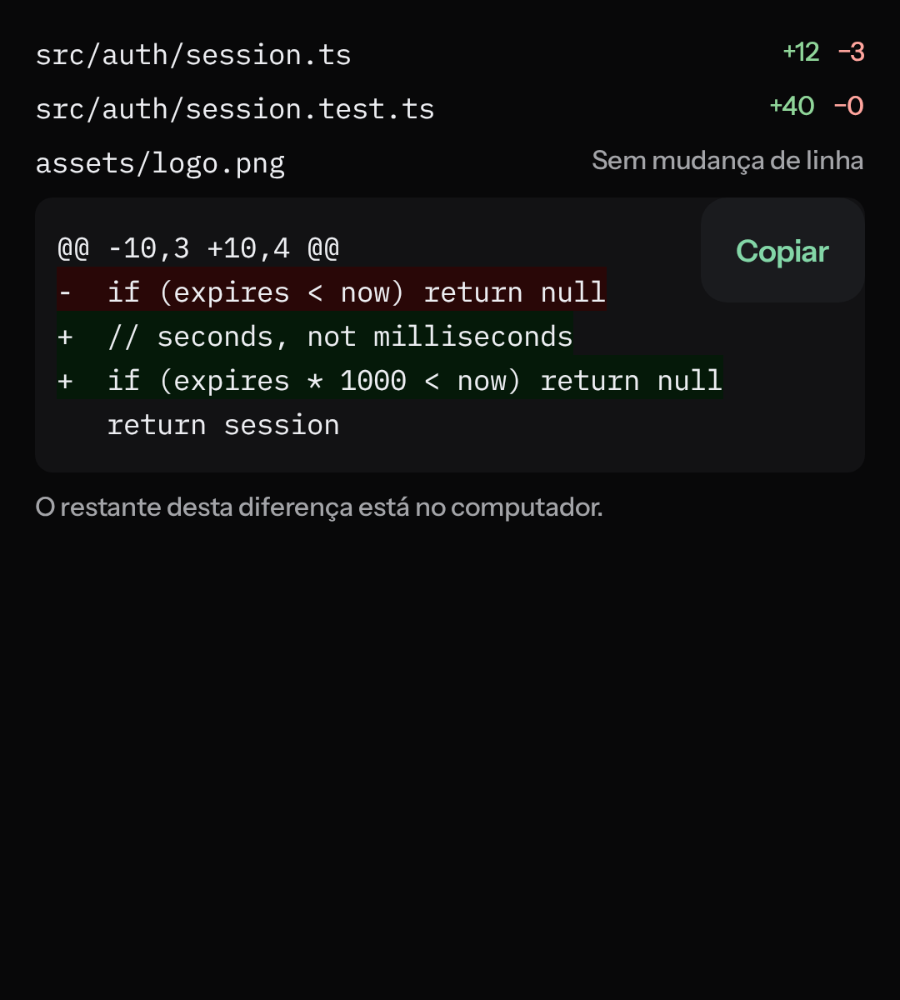 src/auth/session.ts +12 −3
src/auth/session.test.ts +40 −0
assets/logo.png Sem mudança de linha
@@ -10,3 +10,4 @@ Copiar
-  if (expires < now) return null
+  // seconds, not milliseconds
+  if (expires * 1000 < now) return null
   return session
O restante desta diferença está no computador.